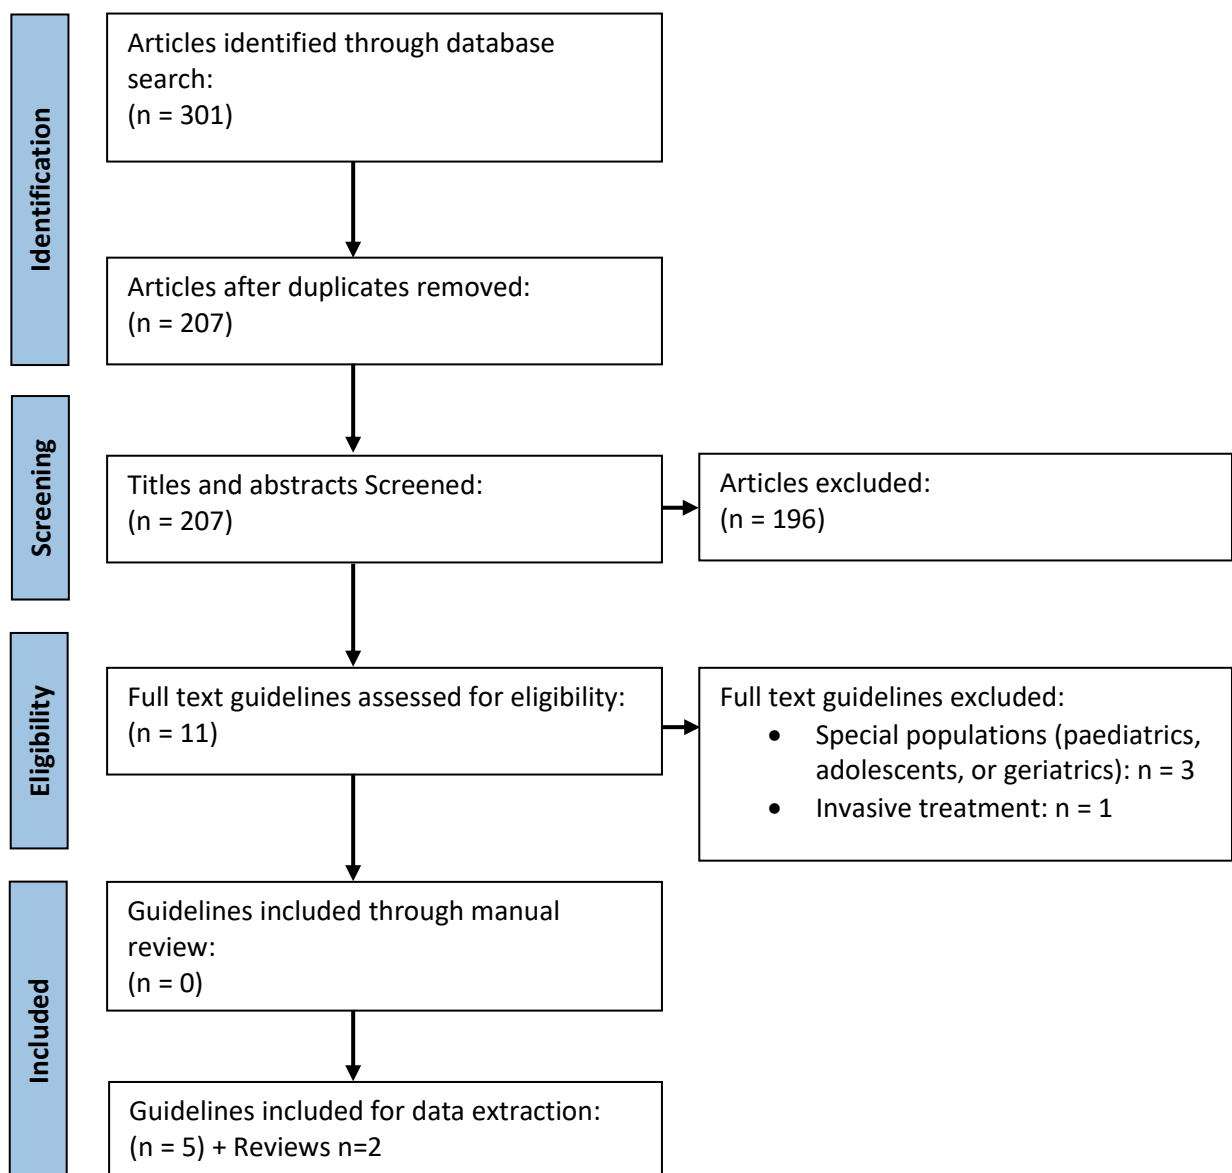 Identification
Articles identified through database
search:
(n = 301)
Articles after duplicates removed:
(n = 207)
Screening
Titles and abstracts Screened:
(n = 207)
Articles excluded:
(n = 196)
Eligibility
Full text guidelines assessed for eligibility:
(n = 11)
Full text guidelines excluded:
• Special populations (paediatrics,
adolescents, or geriatrics): n = 3
• Invasive treatment: n = 1
Included
Guidelines included through manual
review:
(n = 0)
Guidelines included for data extraction:
(n = 5) + Reviews n=2